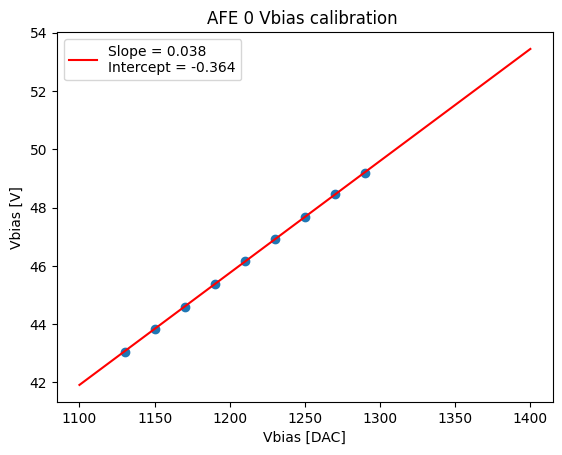 AFE 0 Vbias calibration
Slope = 0.038
Intercept = -0.364
54
52
50
48
46
44
42
Vbias [V]
1100 1150 1200 1250 1300 1350 1400
Vbias [DAC]